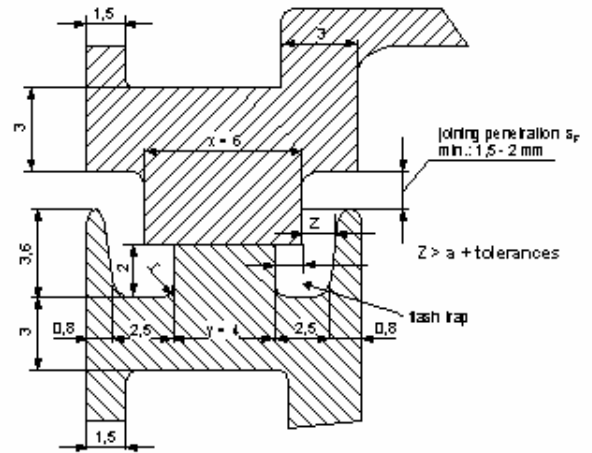 1,5
3
3
x = 6
joining penetration s_F
min.: 1,5 - 2 mm
Z
3,6
2
Z > a + tolerances
flash trap
3
0,8
2,5
y = 4
2,5
0,8
1,5